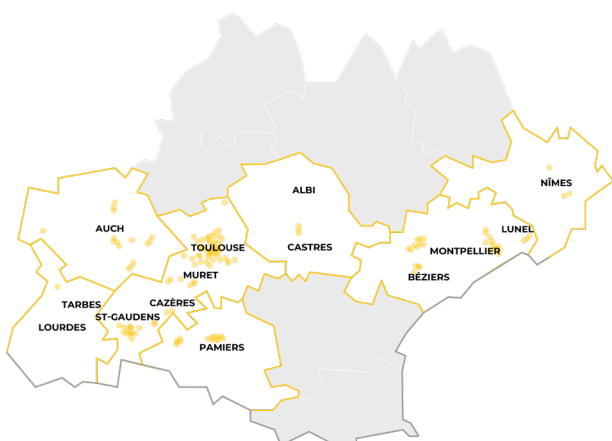 ALBI
NÎMES
AUCH
LUNEL
TOULOUSE
CASTRES
MONTPELLIER
MURET
BÉZIERS
TARBES
CAZÈRES
ST-GAUDENS
LOURDES
PAMIERS